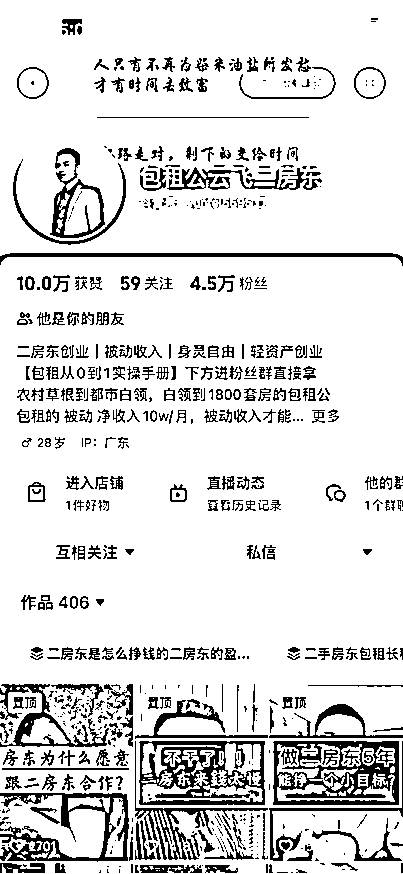 人只有不再为柴米油盐所发愁
才有时间去致富
路走对，剩下的交给时间
包租公云飞二房东
10.0万 获赞 59 关注 4.5万 粉丝
他是你的朋友
二房东创业｜被动收入｜身灵自由｜轻资产创业
【包租从0到1实操手册】下方进粉丝群直接拿
农村草根到都市白领，白领到1800套房的包租公
包租的 被动 净收入10w/月，被动收入才能... 更多
♂ 28岁 IP：广东
进入店铺 直播动态 他的群
1件好物 查看历史记录 1个群聊
互相关注 私信
作品 406
二房东是怎么挣钱的二房东的盈... 二手房东包租长租
置顶 置顶 置顶
房东为什么愿意
跟二房东合作？
不干了！！
房东来钱太慢
做二房东5年
能挣一个小目标？